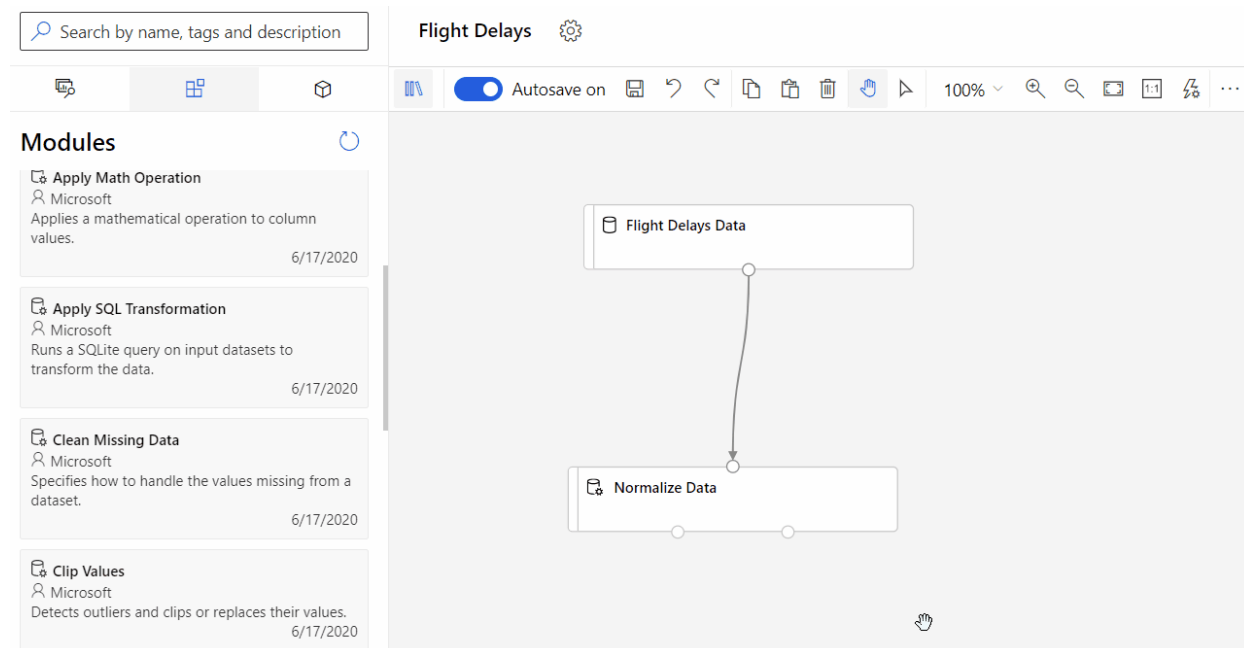 Search by name, tags and description
Flight Delays
Autosave on
100%
1:1
Modules
Apply Math Operation
Microsoft
Applies a mathematical operation to column
values.
6/17/2020
Apply SQL Transformation
Microsoft
Runs a SQLite query on input datasets to
transform the data.
6/17/2020
Clean Missing Data
Microsoft
Specifies how to handle the values missing from a
dataset.
6/17/2020
Clip Values
Microsoft
Detects outliers and clips or replaces their values.
6/17/2020
Flight Delays Data
Normalize Data